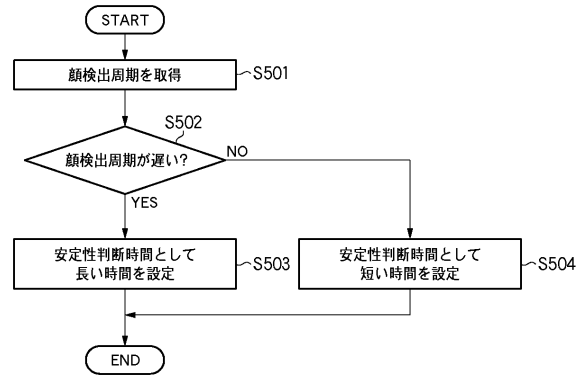 START
顔検出周期を取得
S501
S502
顔検出周期が遅い?
NO
YES
安定性判断時間として
長い時間を設定
S503
安定性判断時間として
短い時間を設定
S504
END